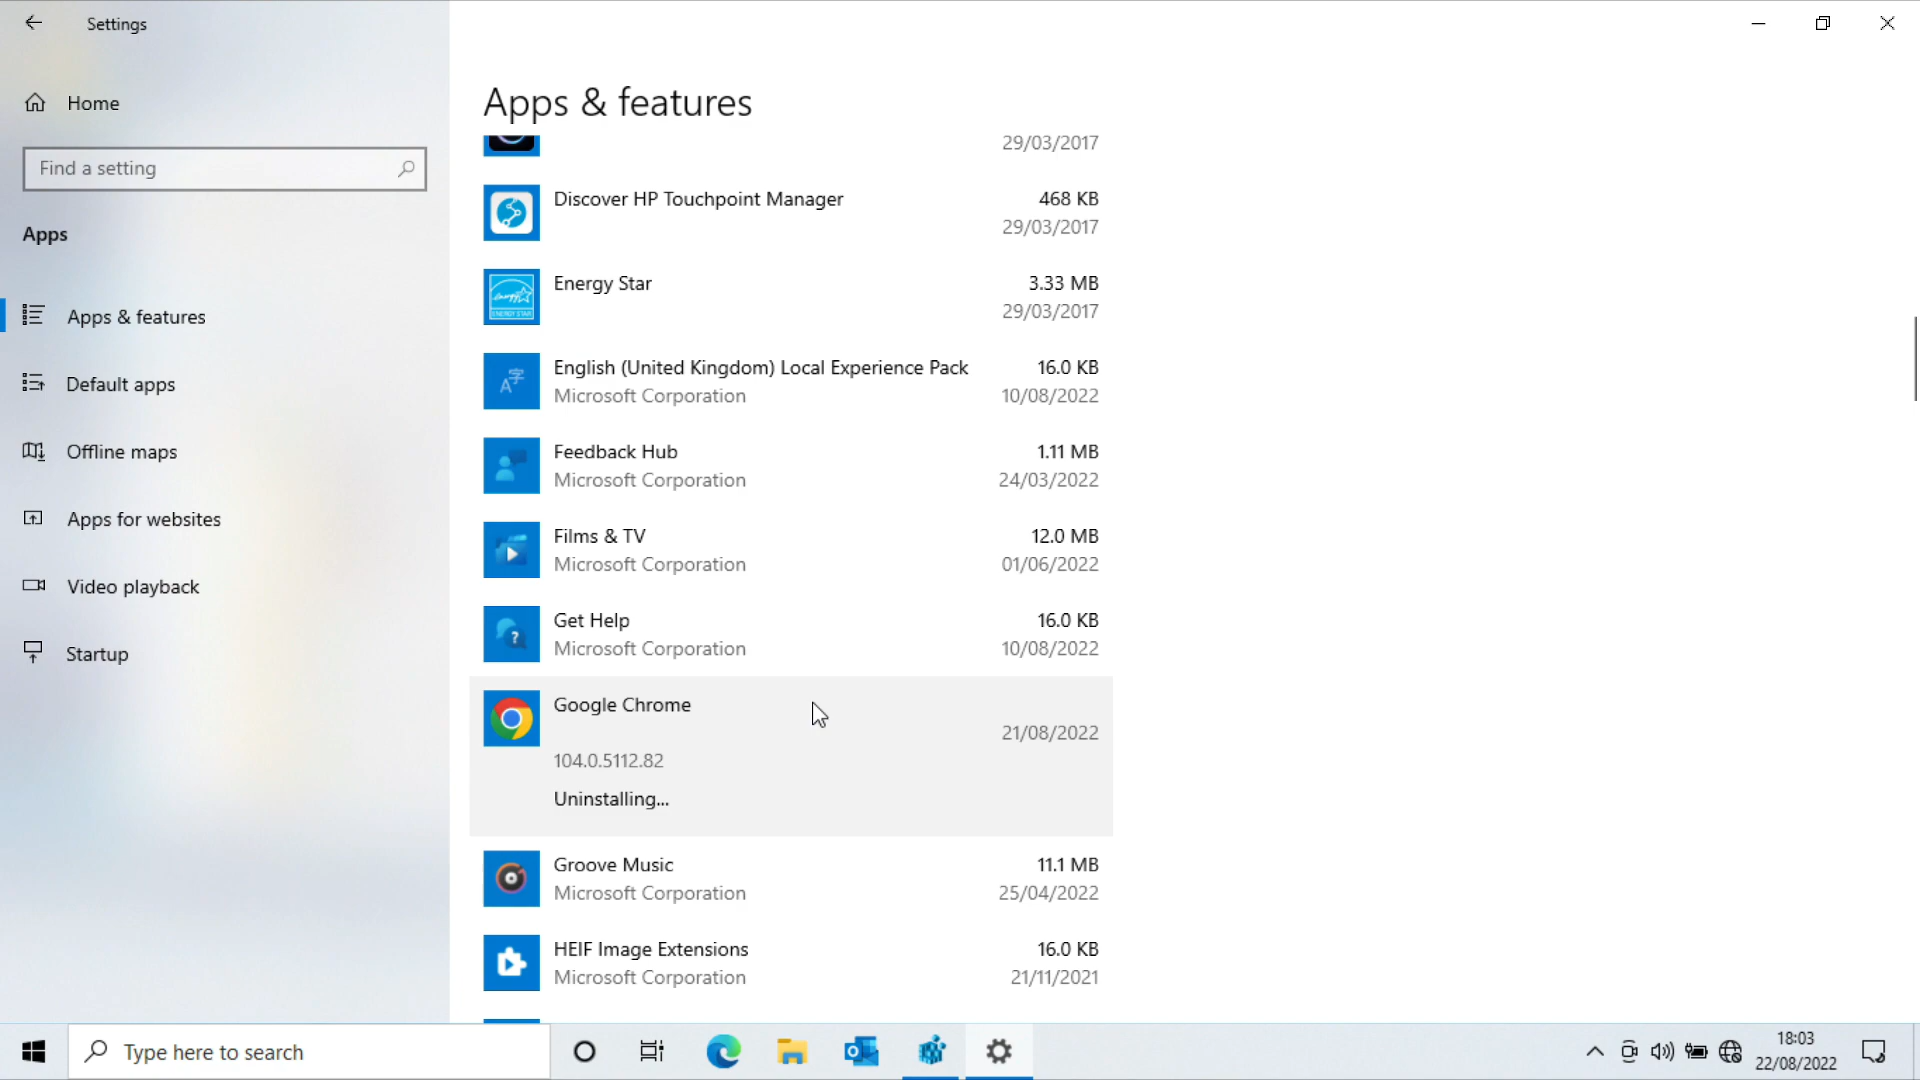 Settings
Home
Find a setting
Apps
Apps & features
Default apps
Offline maps
Apps for websites
Video playback
Startup
Apps & features
29/03/2017
Discover HP Touchpoint Manager 468 KB
29/03/2017
Energy Star 3.33 MB
29/03/2017
English (United Kingdom) Local Experience Pack 16.0 KB
Microsoft Corporation 10/08/2022
Feedback Hub 1.11 MB
Microsoft Corporation 24/03/2022
Films & TV 12.0 MB
Microsoft Corporation 01/06/2022
Get Help 16.0 KB
Microsoft Corporation 10/08/2022
Google Chrome
21/08/2022
104.0.5112.82
Uninstalling...
Groove Music 11.1 MB
Microsoft Corporation 25/04/2022
HEIF Image Extensions 16.0 KB
Microsoft Corporation 21/11/2021
Type here to search
18:03
22/08/2022